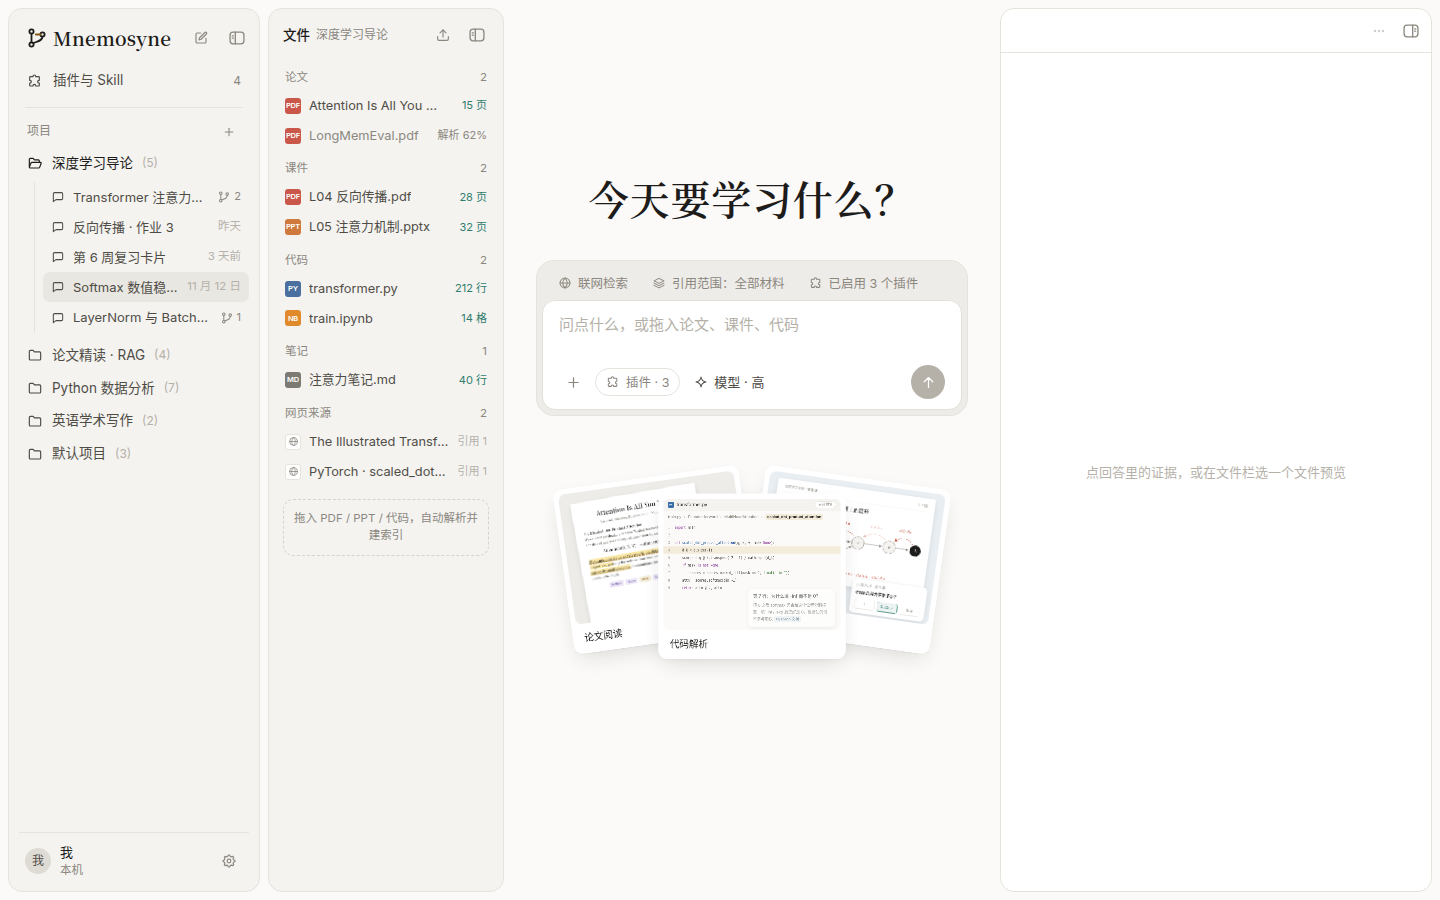 Mnemosyne
插件与 Skill 4
项目
深度学习导论 (5)
Transformer 注意力... 2
反向传播 · 作业 3 昨天
第 6 周复习卡片 3 天前
Softmax 数值稳... 11 月 12 日
LayerNorm 与 Batch... 1
论文精读 · RAG (4)
Python 数据分析 (7)
英语学术写作 (2)
默认项目 (3)
我 我
本机
文件 深度学习导论
论文 2
PDF Attention Is All You ... 15 页
PDF LongMemEval.pdf 解析 62%
课件 2
PDF L04 反向传播.pdf 28 页
PPT L05 注意力机制.pptx 32 页
代码 2
PY transformer.py 212 行
NB train.ipynb 14 格
笔记 1
MD 注意力笔记.md 40 行
网页来源 2
The Illustrated Transf... 引用 1
PyTorch · scaled_dot... 引用 1
拖入 PDF / PPT / 代码，自动解析并
建索引
今天要学习什么？
联网检索 引用范围：全部材料 已启用 3 个插件
问点什么，或拖入论文、课件、代码
插件 · 3 模型 · 高
Attention Is All You
transformer.py
论文阅读
代码解析
点回答里的证据，或在文件栏选一个文件预览